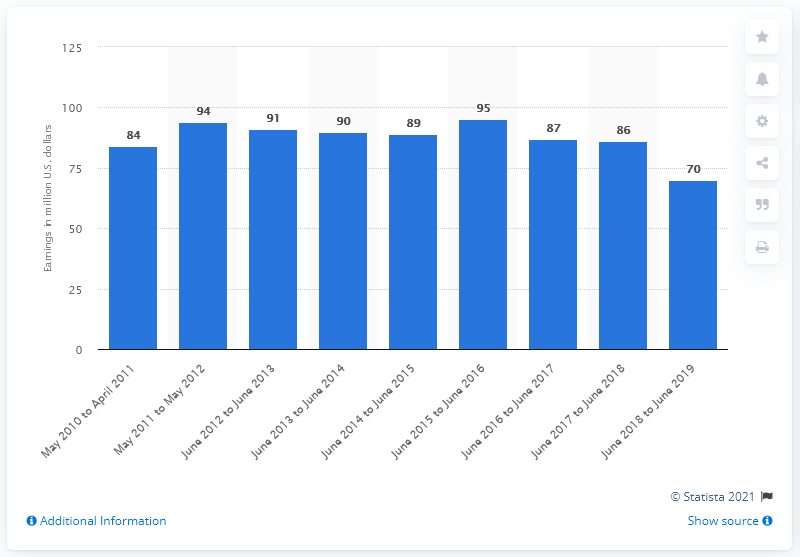 125
100
75
50
25
0
Earnings in million U.S. dollars
84
94
91
90
89
95
87
86
70
May 2010 to April 2011
May 2011 to May 2012
June 2012 to June 2013
June 2013 to June 2014
June 2014 to June 2015
June 2015 to June 2016
June 2016 to June 2017
June 2017 to June 2018
June 2018 to June 2019
© Statista 2021
Additional Information
Show source